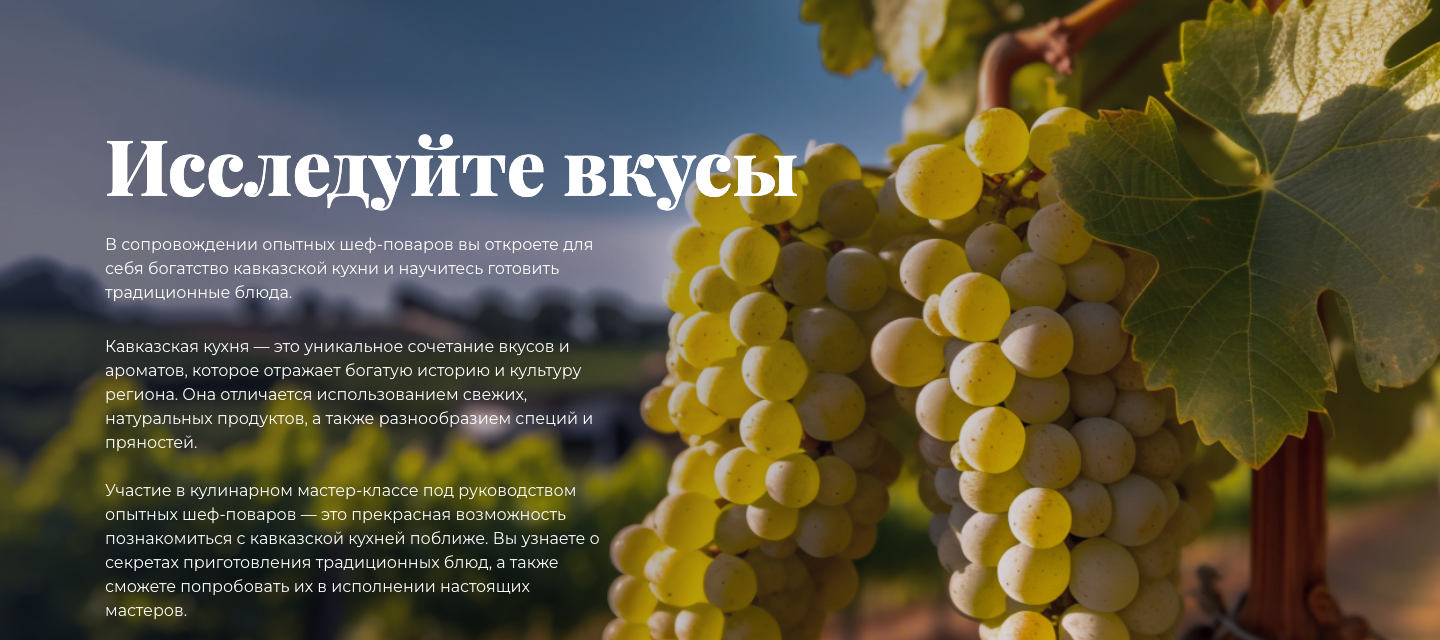 Исследуйте вкусы
В сопровождении опытных шеф-поваров вы откроете для
себя богатство кавказской кухни и научитесь готовить
традиционные блюда.
Кавказская кухня — это уникальное сочетание вкусов и
ароматов, которое отражает богатую историю и культуру
региона. Она отличается использованием свежих,
натуральных продуктов, а также разнообразием специй и
пряностей.
Участие в кулинарном мастер-классе под руководством
опытных шеф-поваров — это прекрасная возможность
познакомиться с кавказской кухней поближе. Вы узнаете о
секретах приготовления традиционных блюд, а также
сможете попробовать их в исполнении настоящих
мастеров.